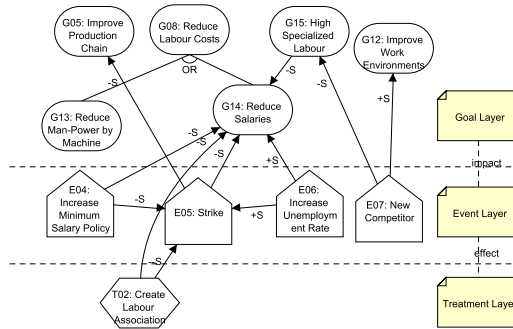 G05: Improve
Production
Chain
G08: Reduce
Labour Costs
G15: High
Specialized
Labour
G12: Improve
Work
Environments
-S
OR
-S
-S
+S
G13: Reduce
Man-Power by
Machine
G14: Reduce
Salaries
Goal Layer
-S
-S
-S
+S
impact
E04:
Increase
Minimum
Salary Policy
-S
E05: Strike
+S
E06:
Increase
Unemploym
ent Rate
E07: New
Competitor
Event Layer
effect
-S
T02: Create
Labour
Association
Treatment Laye